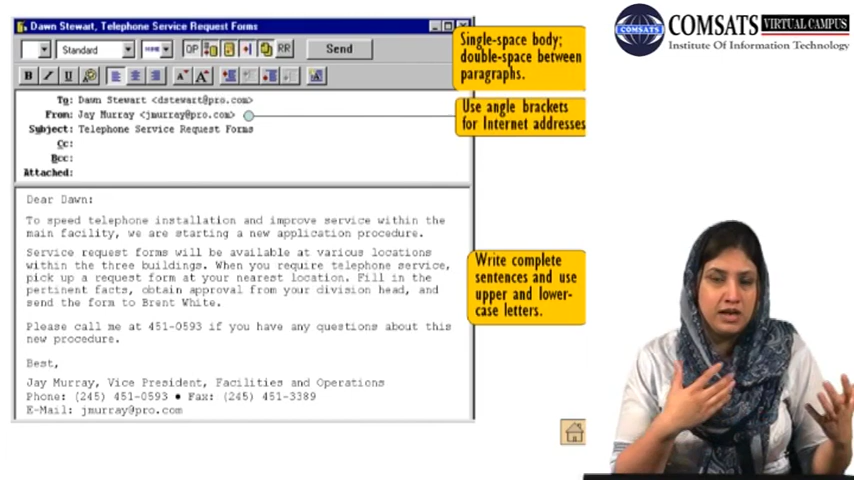 Dawn Stewart, Telephone Service Request Forms
Standard
QP
RR
Send
B I U
A A
To: Dawn Stewart <dstewart@pro.com>
From: Jay Murray <jmurray@pro.com>
Subject: Telephone Service Request Forms
Cc:
Bcc:
Attached:
Dear Dawn:
To speed telephone installation and improve service within the
main facility, we are starting a new application procedure.
Service request forms will be available at various locations
within the three buildings. When you require telephone service,
pick up a request form at your nearest location. Fill in the
pertinent facts, obtain approval from your division head, and
send the form to Brent White.
Please call me at 451-0593 if you have any questions about this
new procedure.
Best,
Jay Murray, Vice President, Facilities and Operations
Phone: (245) 451-0593 • Fax: (245) 451-3389
E-Mail: jmurray@pro.com
Single-space body;
double-space between
paragraphs.
Use angle brackets
for Internet addresses
Write complete
sentences and use
upper and lower-
case letters.
COMSATS
COMSATS VIRTUAL CAMPUS
Institute Of Information Technology